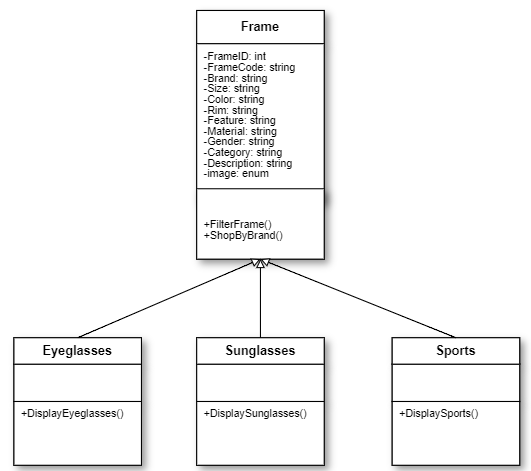 Frame
-FrameID: int
-FrameCode: string
-Brand: string
-Size: string
-Color: string
-Rim: string
-Feature: string
-Material: string
-Gender: string
-Category: string
-Description: string
-image: enum
+FilterFrame()
+ShopByBrand()
Eyeglasses
+DisplayEyeglasses()
Sunglasses
+DisplaySunglasses()
Sports
+DisplaySports()